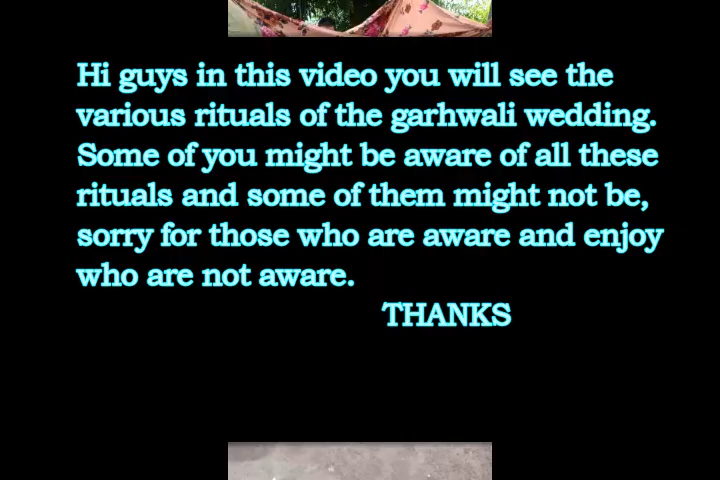 Hi guys in this video you will see the
various rituals of the garhwali wedding.
Some of you might be aware of all these
rituals and some of them might not be,
sorry for those who are aware and enjoy
who are not aware.
THANKS